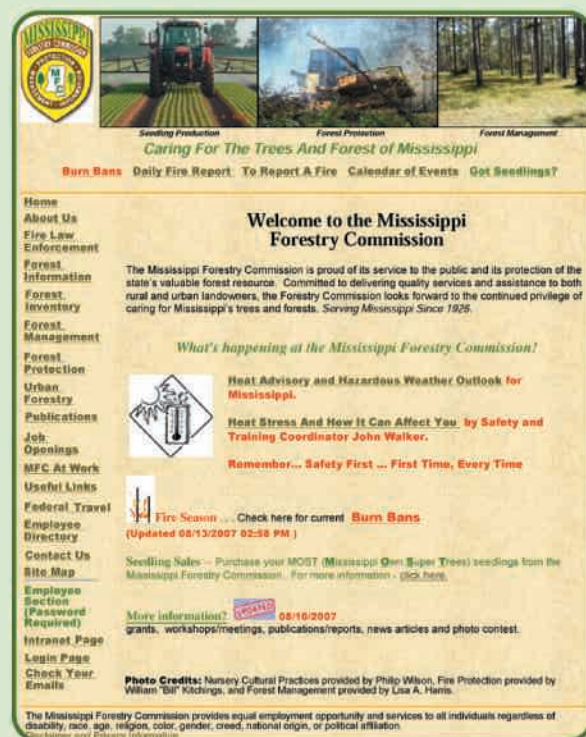 MISSISSIPPI
FORESTRY COMMISSION
PROTECTION
MFC
MANAGEMENT
INFORMATION
Seedling Production
Forest Protection
Forest Management
Caring For The Trees And Forest of Mississippi
Burn Bans Daily Fire Report To Report A Fire Calendar of Events Got Seedlings?
Home
About Us
Fire Law
Enforcement
Forest
Information
Forest
Inventory
Forest
Management
Forest
Protection
Urban
Forestry
Publications
Job
Openings
MFC At Work
Useful Links
Federal Travel
Employee
Directory
Contact Us
Site Map
Employee
Section
(Password
Required)
Intranet Page
Login Page
Check Your
Emails
Welcome to the Mississippi
Forestry Commission
The Mississippi Forestry Commission is proud of its service to the public and its protection of the
state's valuable forest resource. Committed to delivering quality services and assistance to both
rural and urban landowners, the Forestry Commission looks forward to the continued privilege of
caring for Mississippi's trees and forests. Serving Mississippi Since 1926.
What's happening at the Mississippi Forestry Commission!
Heat Advisory and Hazardous Weather Outlook for
Mississippi.
Heat Stress And How It Can Affect You by Safety and
Training Coordinator John Walker.
Remember... Safety First ... First Time, Every Time
Fire Season ... Check here for current Burn Bans
(Updated 08/13/2007 02:58 PM )
Seedling Sales -- Purchase your MOST (Mississippi Own Super Trees) seedlings from the
Mississippi Forestry Commission. For more information - click here.
More information? UPDATED 08/10/2007
grants, workshops/meetings, publications/reports, news articles and photo contest.
Photo Credits: Nursery Cultural Practices provided by Philip Wilson, Fire Protection provided by
William "Bill" Kitchings, and Forest Management provided by Lisa A. Harris.
The Mississippi Forestry Commission provides equal employment opportunity and services to all individuals regardless of
disability, race, age, religion, color, gender, creed, national origin, or political affiliation.
Disclaimer and Privacy Information